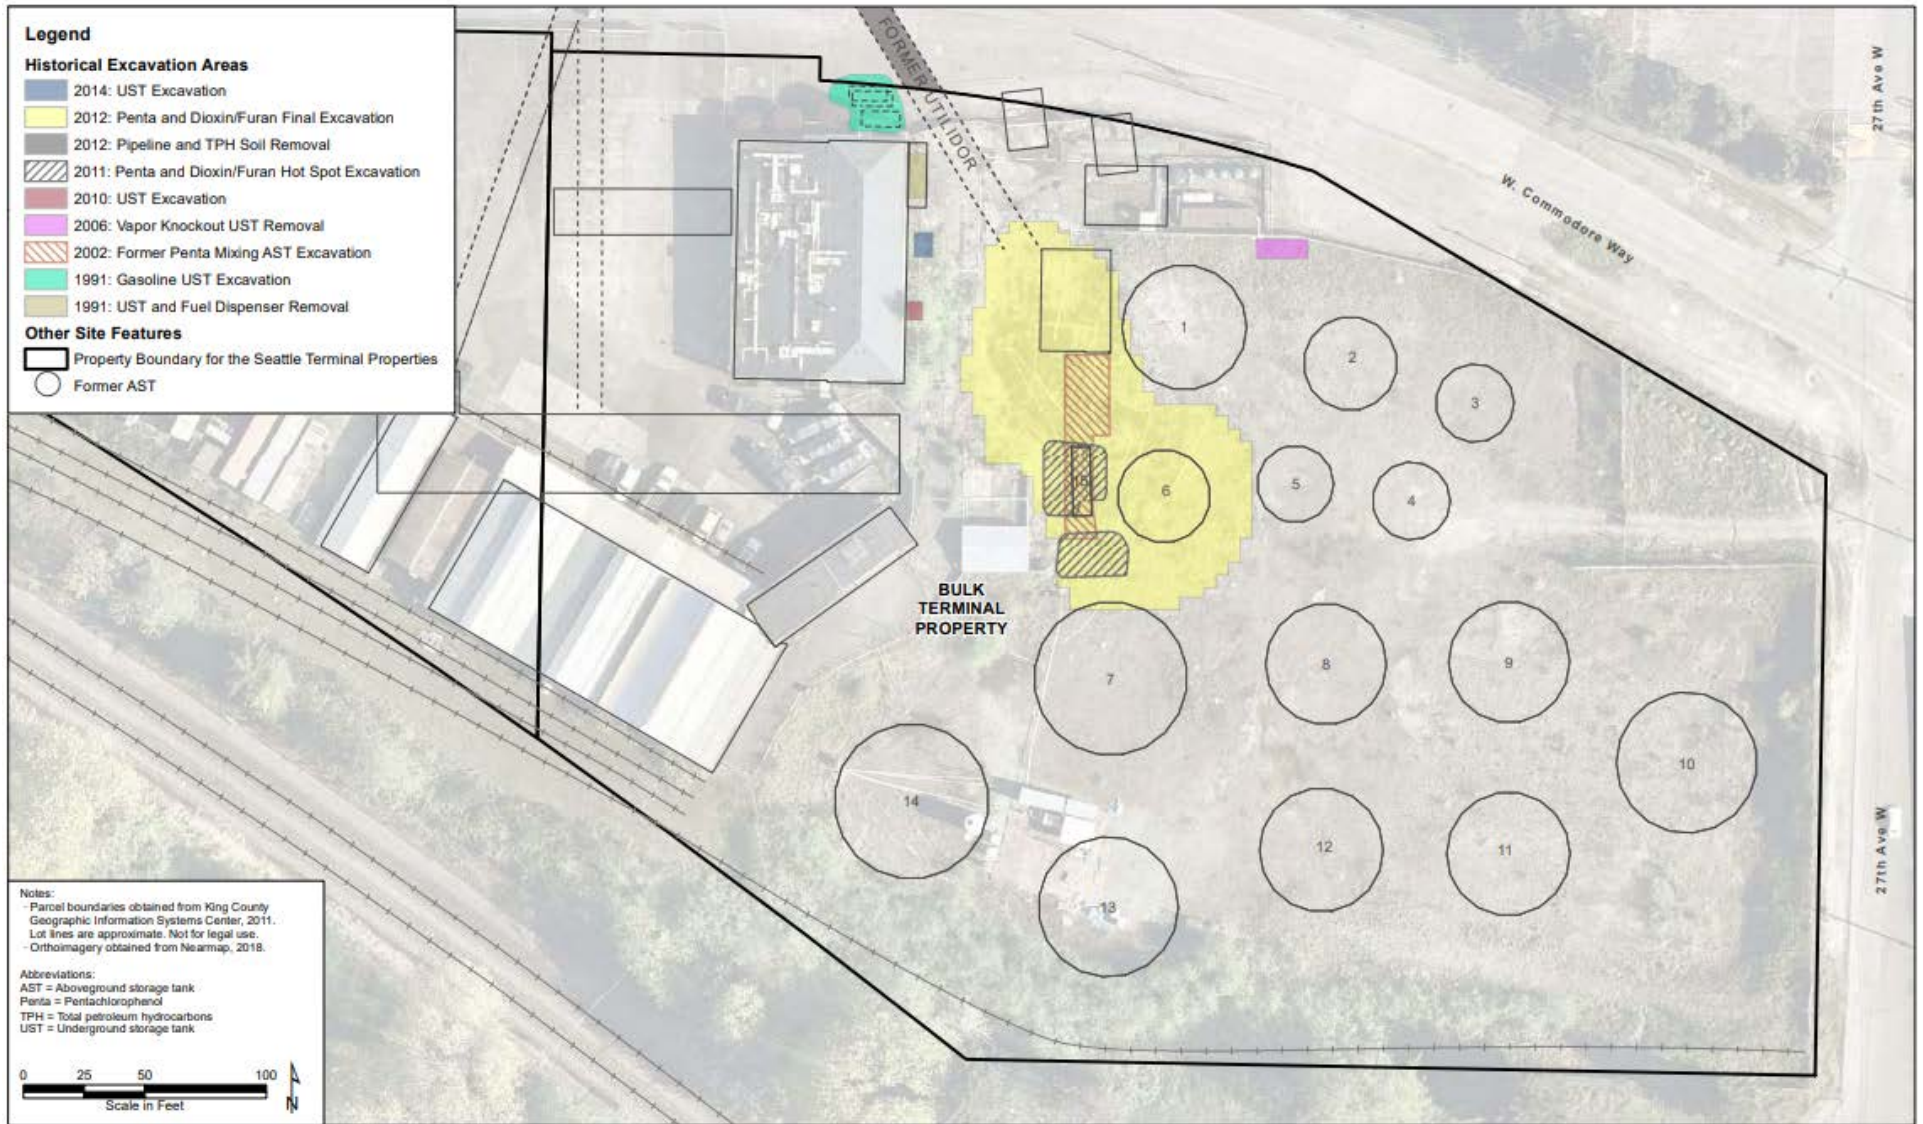 Legend
Historical Excavation Areas
2014: UST Excavation
2012: Penta and Dioxin/Furan Final Excavation
2012: Pipeline and TPH Soil Removal
2011: Penta and Dioxin/Furan Hot Spot Excavation
2010: UST Excavation
2006: Vapor Knockout UST Removal
2002: Former Penta Mixing AST Excavation
1991: Gasoline UST Excavation
1991: UST and Fuel Dispenser Removal
Other Site Features
Property Boundary for the Seattle Terminal Properties
Former AST
FORMER UTILIDOR
27th Ave W
W. Commodore Way
1
2
3
5
4
6
BULK
TERMINAL
PROPERTY
7
8
9
10
14
12
11
13
27th Ave W
Notes:
- Parcel boundaries obtained from King County
Geographic Information Systems Center, 2011.
Lot lines are approximate. Not for legal use.
- Orthoimagery obtained from Nearmap, 2018.
Abbreviations:
AST = Aboveground storage tank
Penta = Pentachlorophenol
TPH = Total petroleum hydrocarbons
UST = Underground storage tank
0 25 50 100
Scale in Feet
N